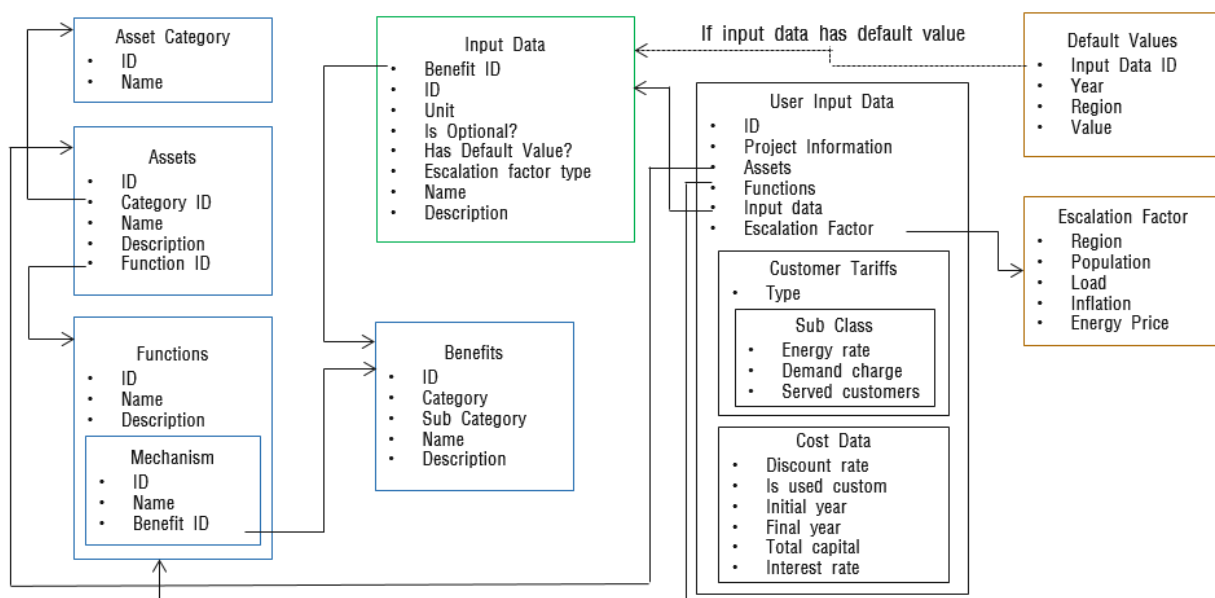 Asset Category
• ID
• Name
Assets
• ID
• Category ID
• Name
• Description
• Function ID
Functions
• ID
• Name
• Description
Mechanism
• ID
• Name
• Benefit ID
Input Data
• Benefit ID
• ID
• Unit
• Is Optional?
• Has Default Value?
• Escalation factor type
• Name
• Description
Benefits
• ID
• Category
• Sub Category
• Name
• Description
If input data has default value
User Input Data
• ID
• Project Information
• Assets
• Functions
• Input data
• Escalation Factor
Customer Tariffs
• Type
Sub Class
• Energy rate
• Demand charge
• Served customers
Cost Data
• Discount rate
• Is used custom
• Initial year
• Final year
• Total capital
• Interest rate
Default Values
• Input Data ID
• Year
• Region
• Value
Escalation Factor
• Region
• Population
• Load
• Inflation
• Energy Price